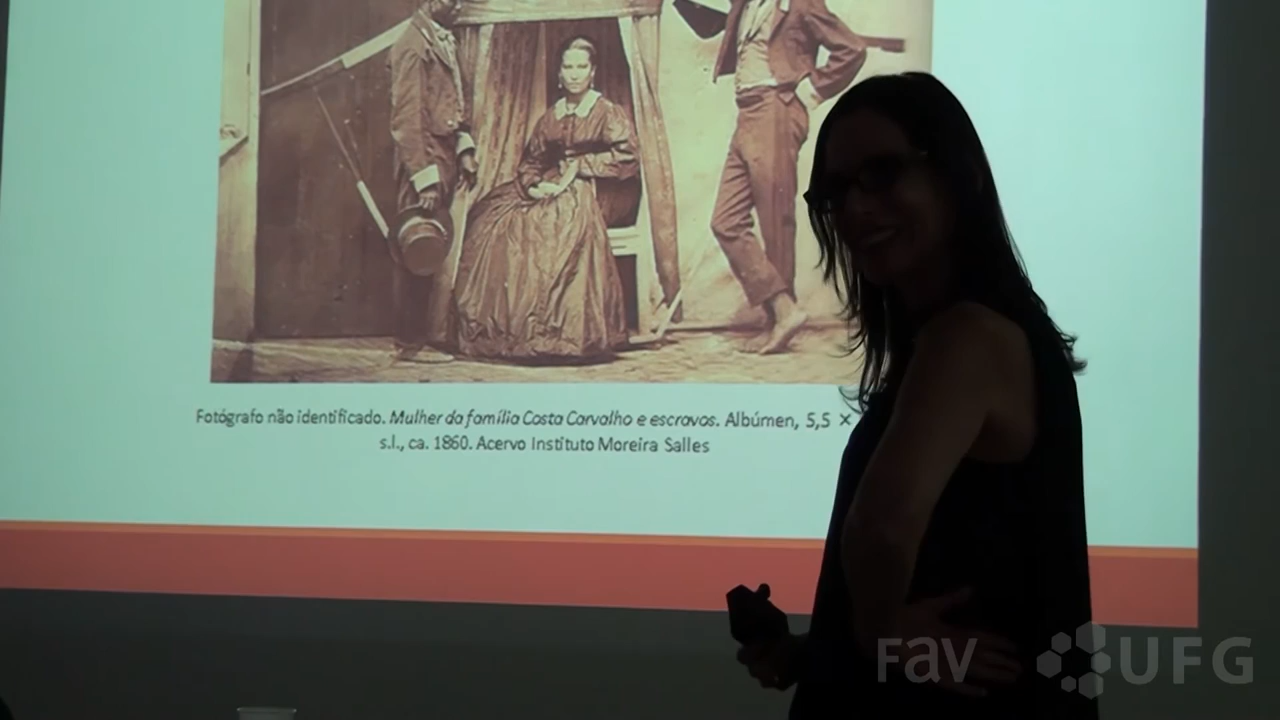 Fotógrafo não identificado. Mulher da família Costa Carvalho e escravos. Albúmen, 5,5 ×
s.l., ca. 1860. Acervo Instituto Moreira Salles
FAV UFG